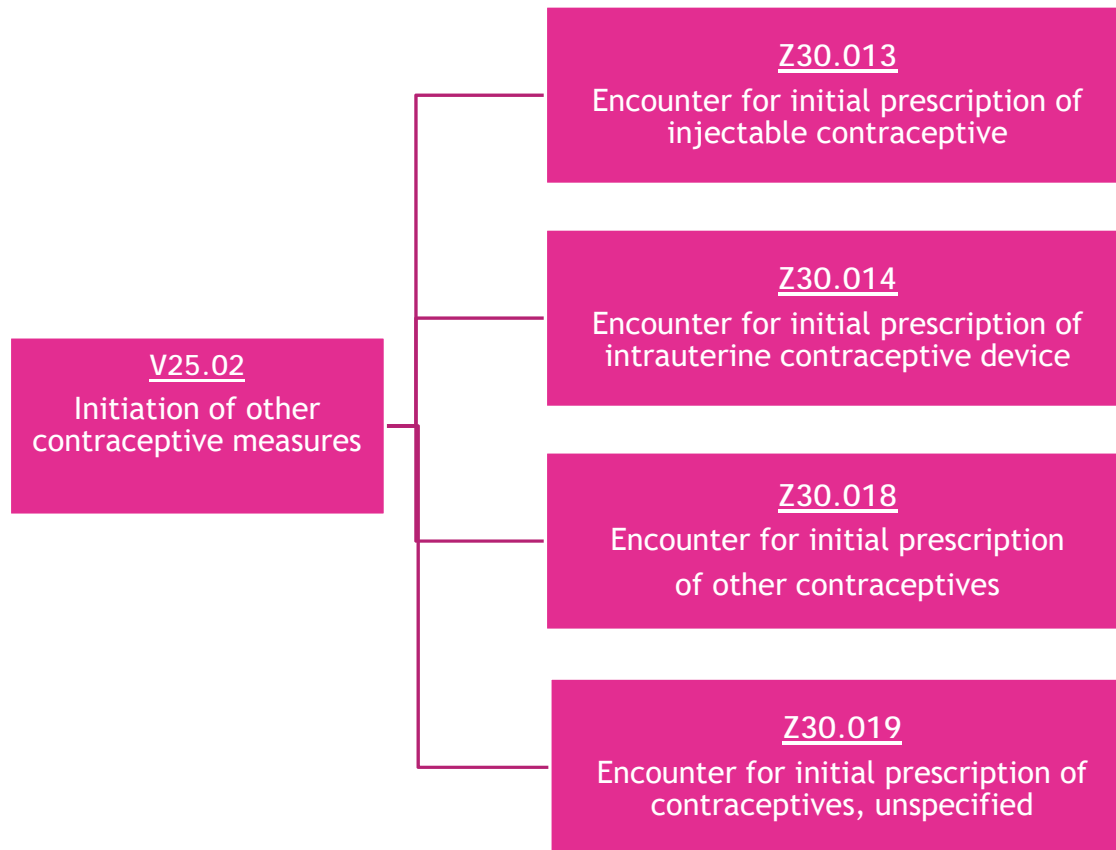 V25.02
Initiation of other
contraceptive measures
Z30.013
Encounter for initial prescription of
injectable contraceptive
Z30.014
Encounter for initial prescription of
intrauterine contraceptive device
Z30.018
Encounter for initial prescription
of other contraceptives
Z30.019
Encounter for initial prescription of
contraceptives, unspecified